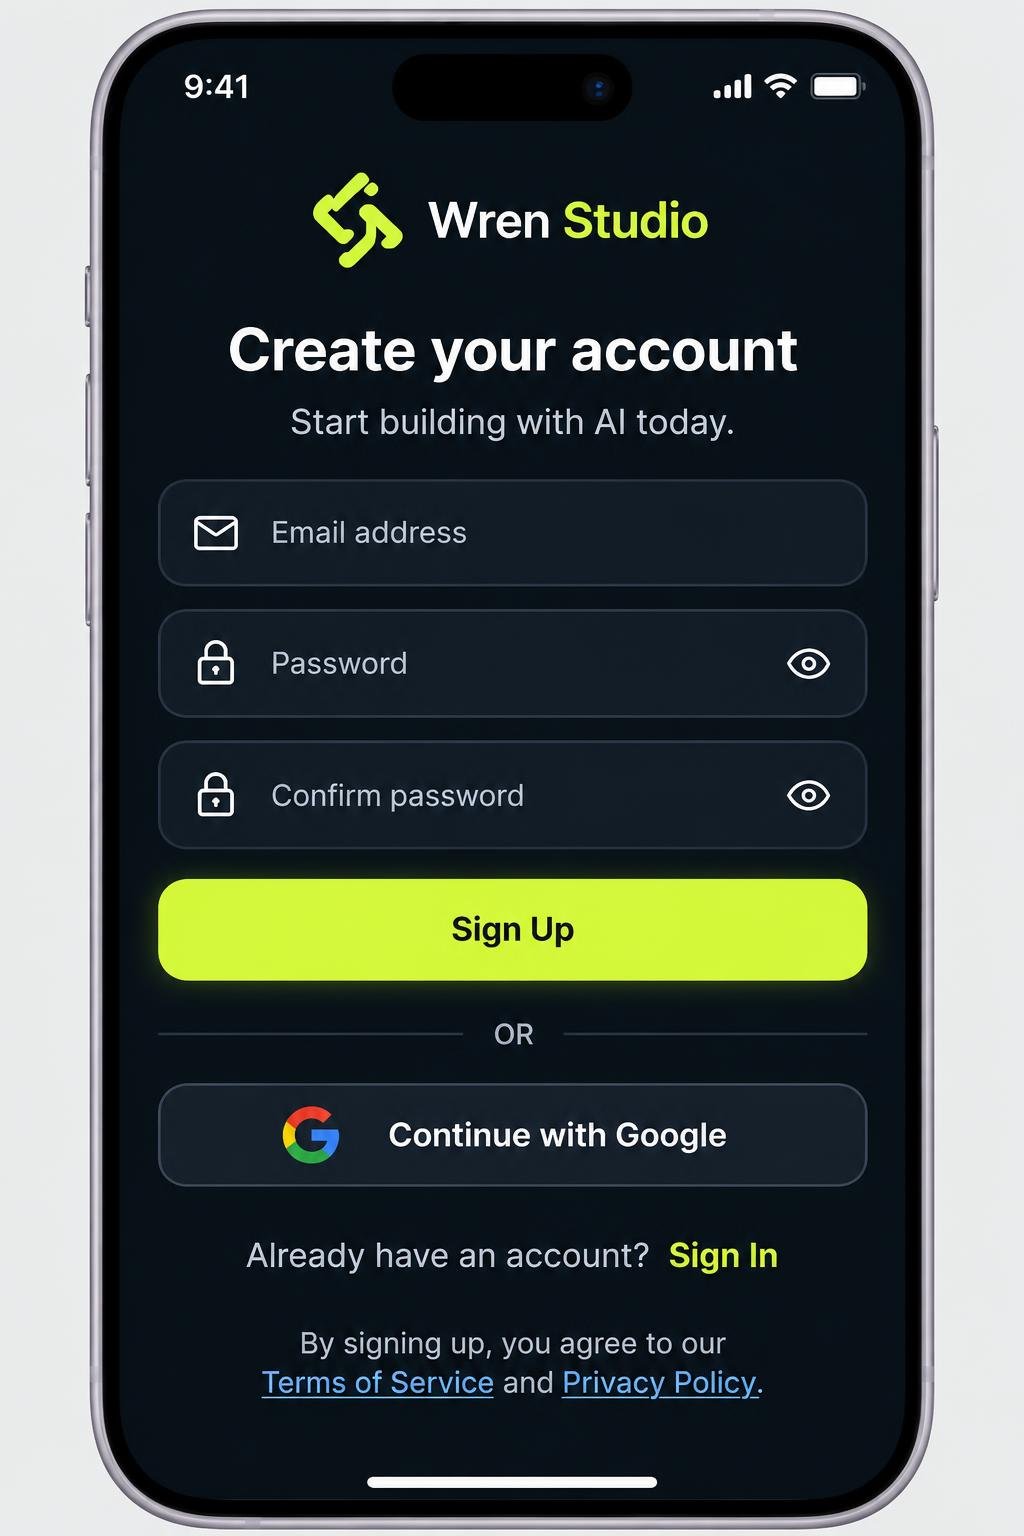 9:41
Wren Studio
Create your account
Start building with AI today.
Email address
Password
Confirm password
Sign Up
OR
Continue with Google
Already have an account? Sign In
By signing up, you agree to our
Terms of Service and Privacy Policy.